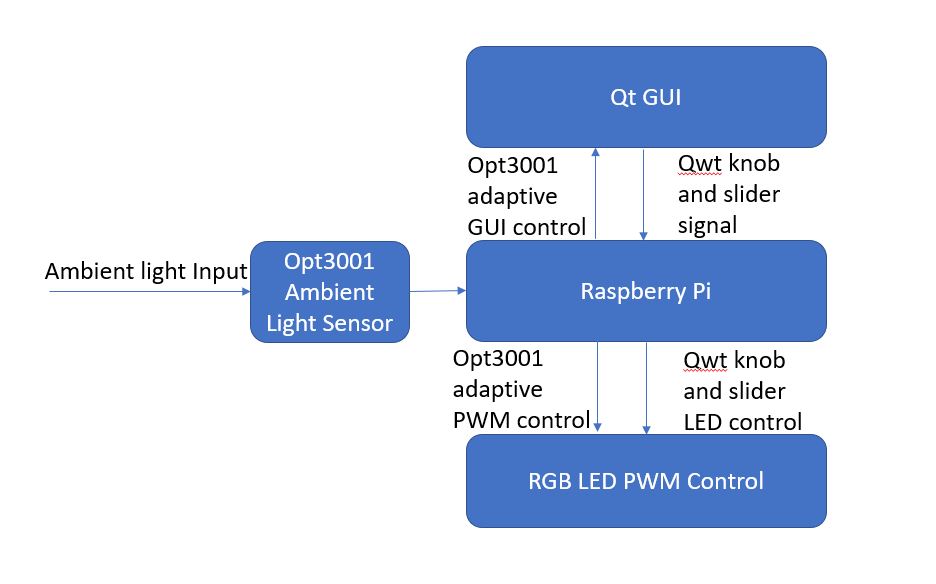 Qt GUI
Opt3001
adaptive
GUI control
Qwt knob
and slider
signal
Ambient light Input
Opt3001
Ambient
Light Sensor
Raspberry Pi
Opt3001
adaptive
PWM control
Qwt knob
and slider
LED control
RGB LED PWM Control